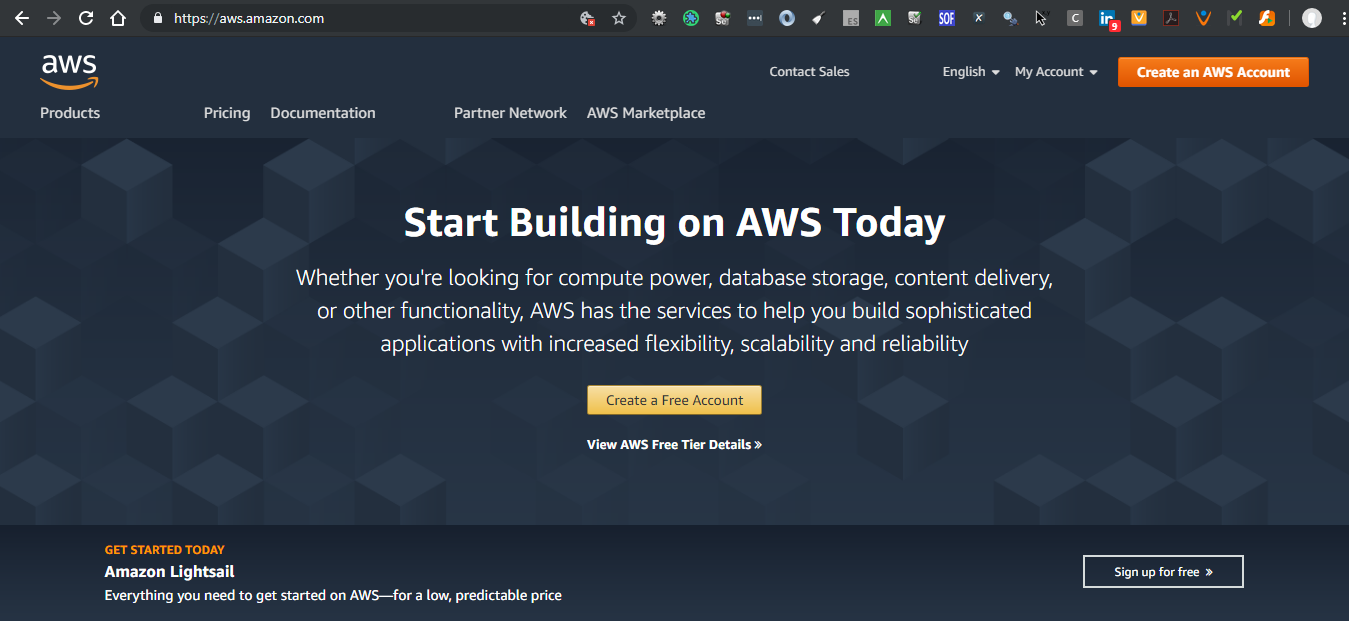 https://aws.amazon.com
ES
SOF
C
in
9
aws
Contact Sales
English
My Account
Create an AWS Account
Products
Pricing
Documentation
Partner Network
AWS Marketplace
Start Building on AWS Today
Whether you're looking for compute power, database storage, content delivery,
or other functionality, AWS has the services to help you build sophisticated
applications with increased flexibility, scalability and reliability
Create a Free Account
View AWS Free Tier Details »
GET STARTED TODAY
Amazon Lightsail
Everything you need to get started on AWS—for a low, predictable price
Sign up for free »